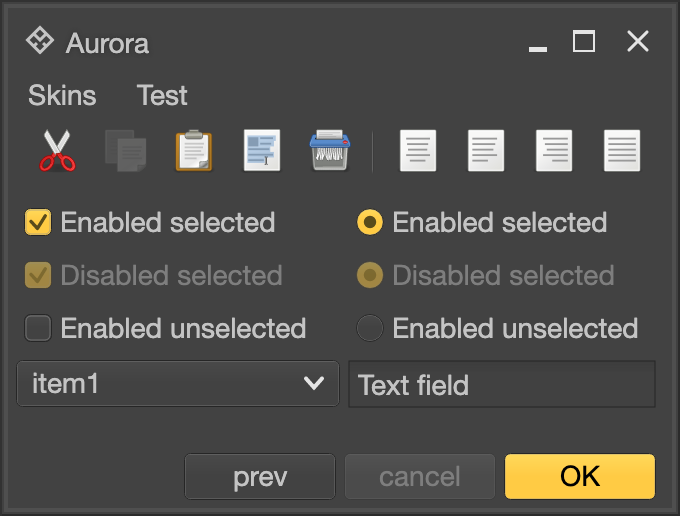 Aurora
Skins Test
Enabled selected Enabled selected
Disabled selected Disabled selected
Enabled unselected Enabled unselected
item1 Text field
prev cancel OK